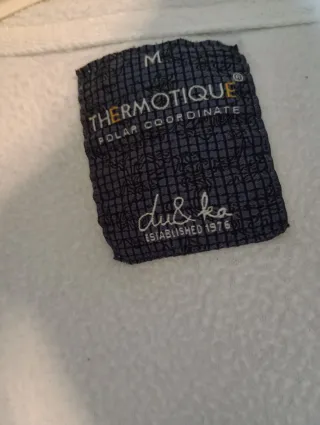 M
THERMOTIQUE®
POLAR COORDINATE
du&ka
ESTABLISHED 1976